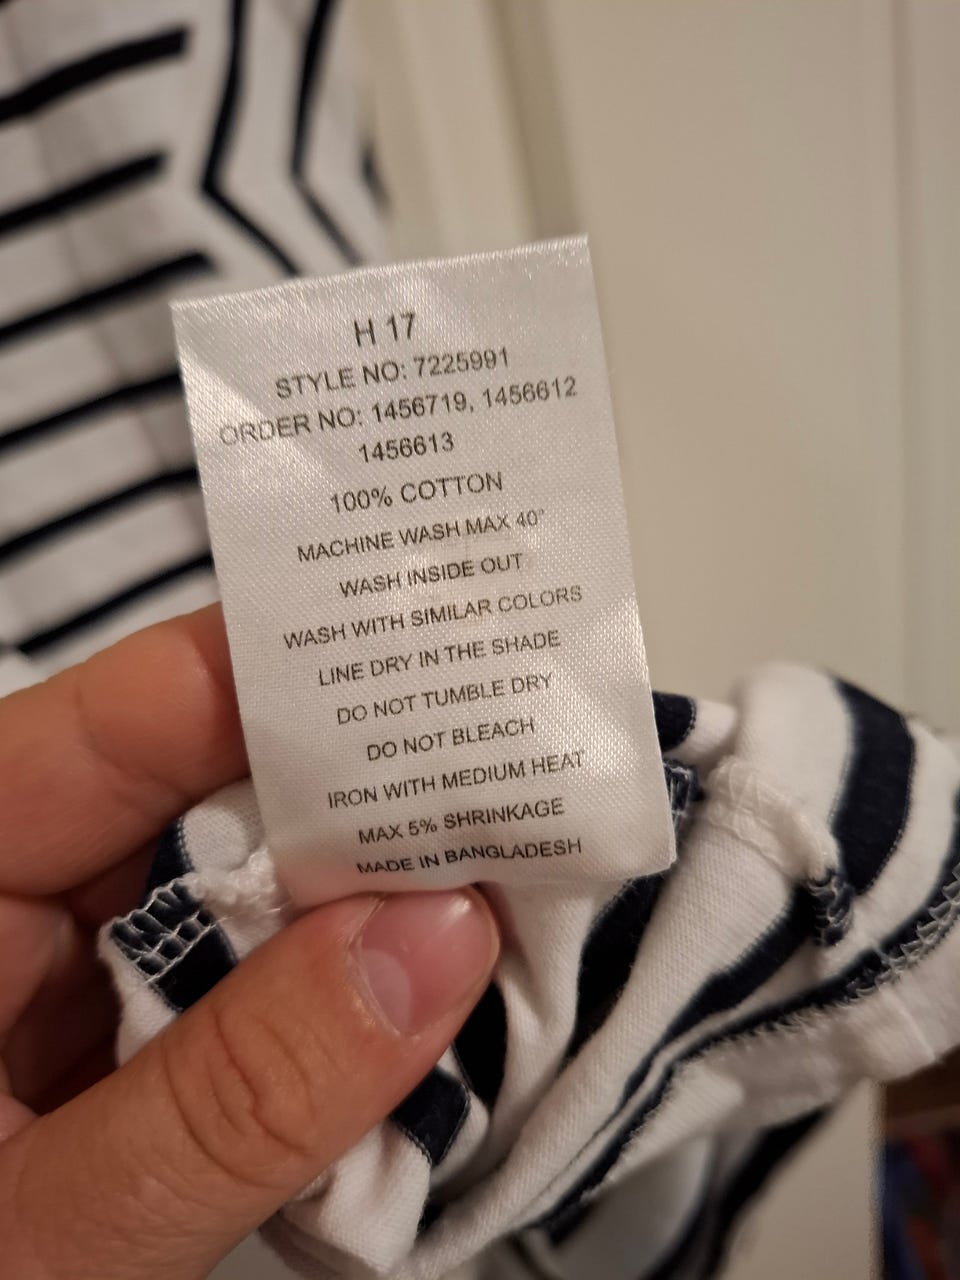 H 17
STYLE NO: 7225991
ORDER NO: 1456719, 1456612
1456613
100% COTTON
MACHINE WASH MAX 40°
WASH INSIDE OUT
WASH WITH SIMILAR COLORS
LINE DRY IN THE SHADE
DO NOT TUMBLE DRY
DO NOT BLEACH
IRON WITH MEDIUM HEAT
MAX 5% SHRINKAGE
MADE IN BANGLADESH